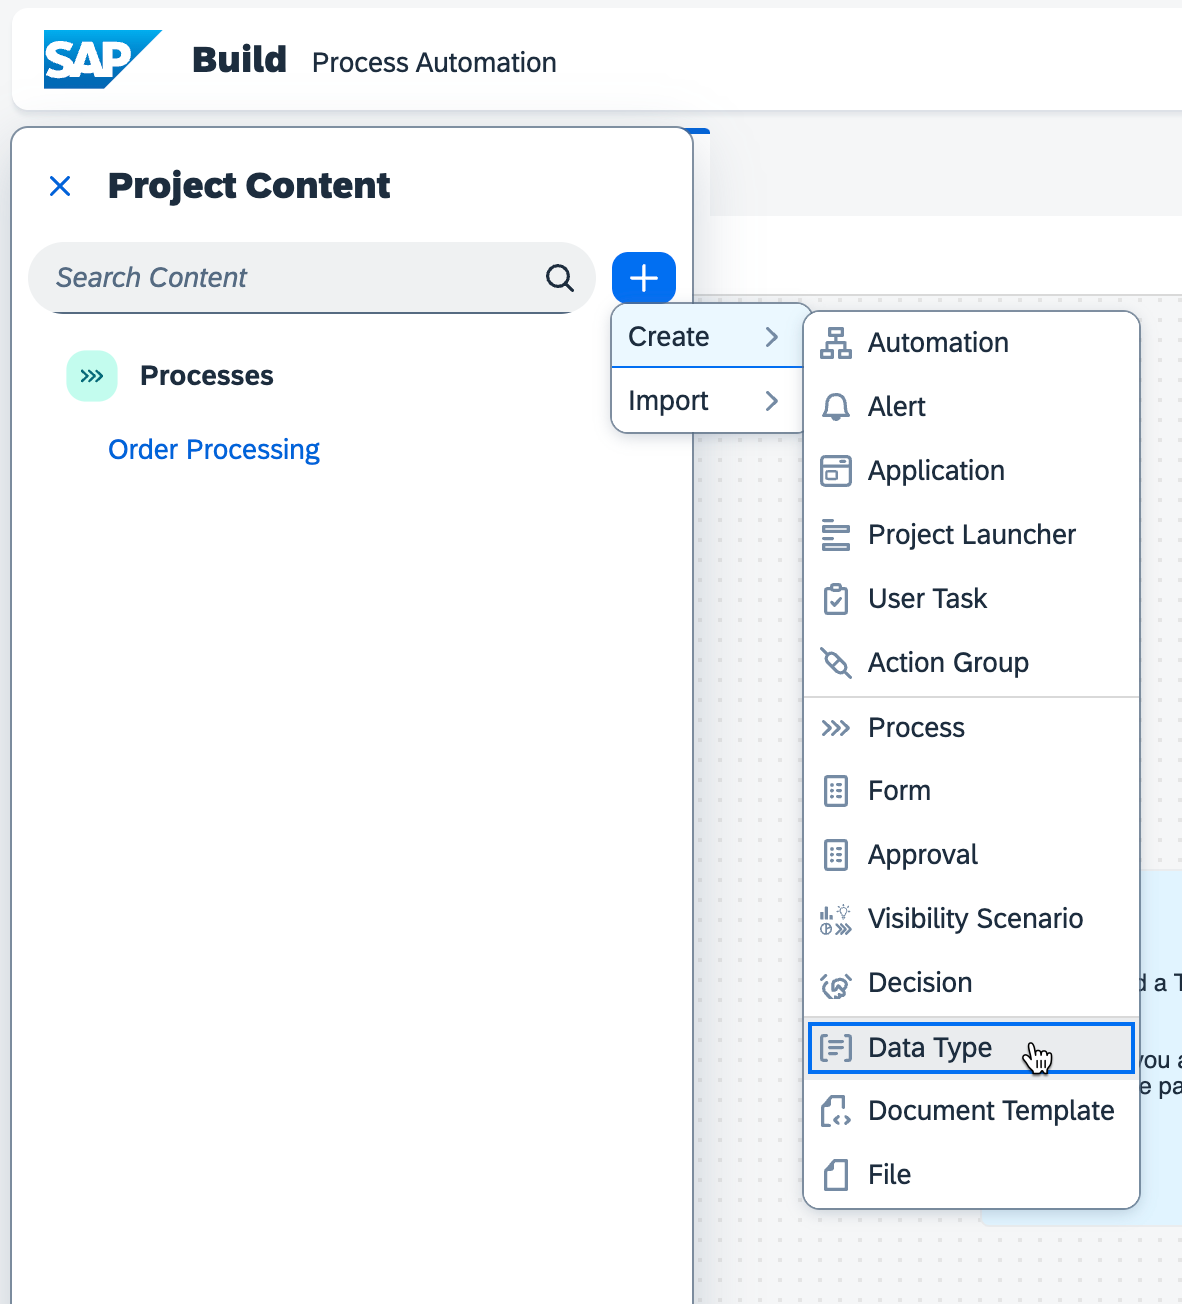 SAP Build Process Automation
Project Content
Search Content
Processes
Order Processing
Create
Import
Automation
Alert
Application
Project Launcher
User Task
Action Group
Process
Form
Approval
Visibility Scenario
Decision
Data Type
Document Template
File
d a T
you a
e pa